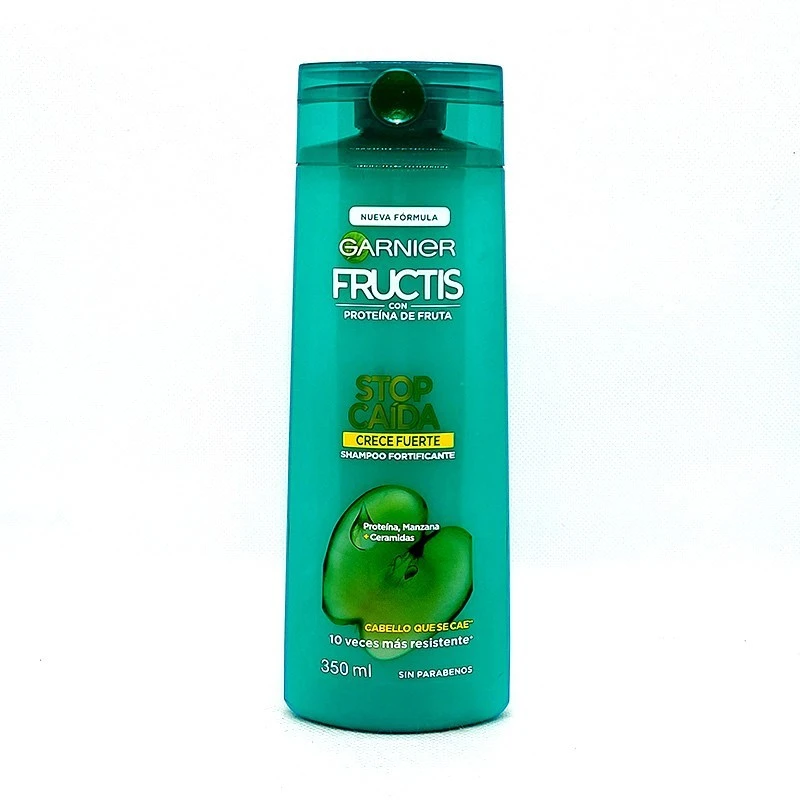 NUEVA FÓRMULA
GARNIER
FRUCTIS
CON
PROTEÍNA DE FRUTA
STOP
CAÍDA
CRECE FUERTE
SHAMPOO FORTIFICANTE
Proteína, Manzana
+ Ceramidas
CABELLO QUE SE CAE**
10 veces más resistente*
350 ml
SIN PARABENOS